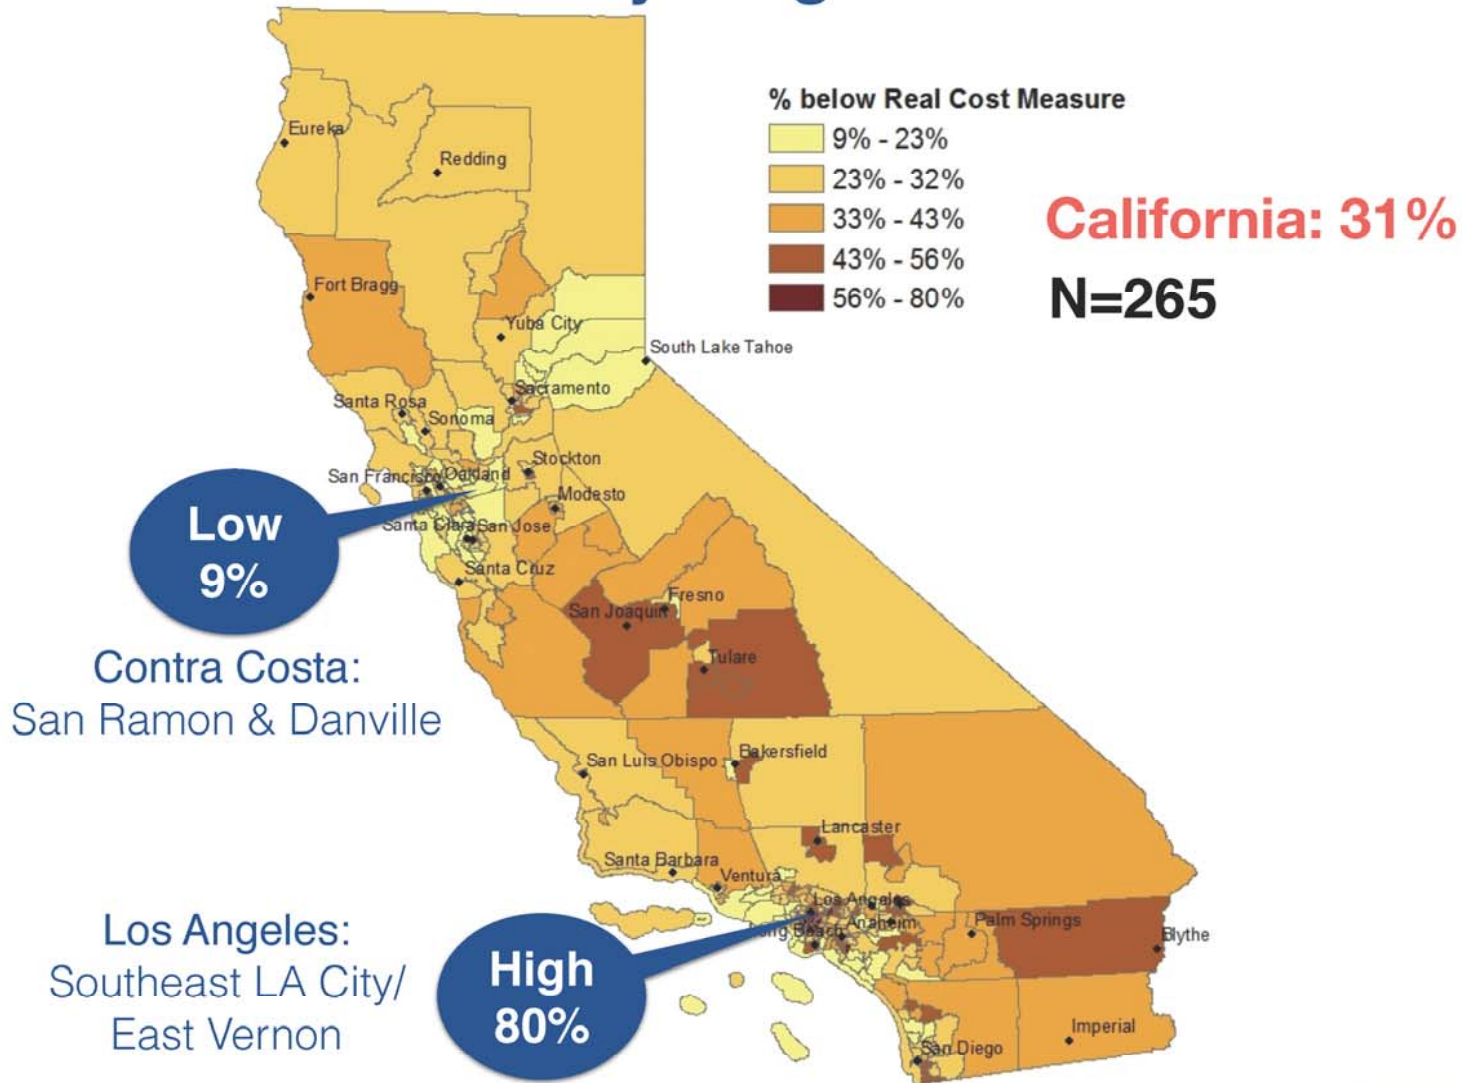 % below Real Cost Measure
9% - 23%
23% - 32%
33% - 43%
43% - 56%
56% - 80%
California: 31%
N=265
Eureka
Redding
Fort Bragg
Yuba City
South Lake Tahoe
Sacramento
Santa Rosa
Sonoma
Stockton
San Francisco
Oakland
Modesto
Santa Clara
San Jose
Santa Cruz
Low
9%
Contra Costa:
San Ramon & Danville
Fresno
San Joaquin
Tulare
San Luis Obispo
Bakersfield
Lancaster
Santa Barbara
Ventura
Los Angeles
Long Beach
Anaheim
Palm Springs
Blythe
Los Angeles:
Southeast LA City/
East Vernon
High
80%
Imperial
San Diego